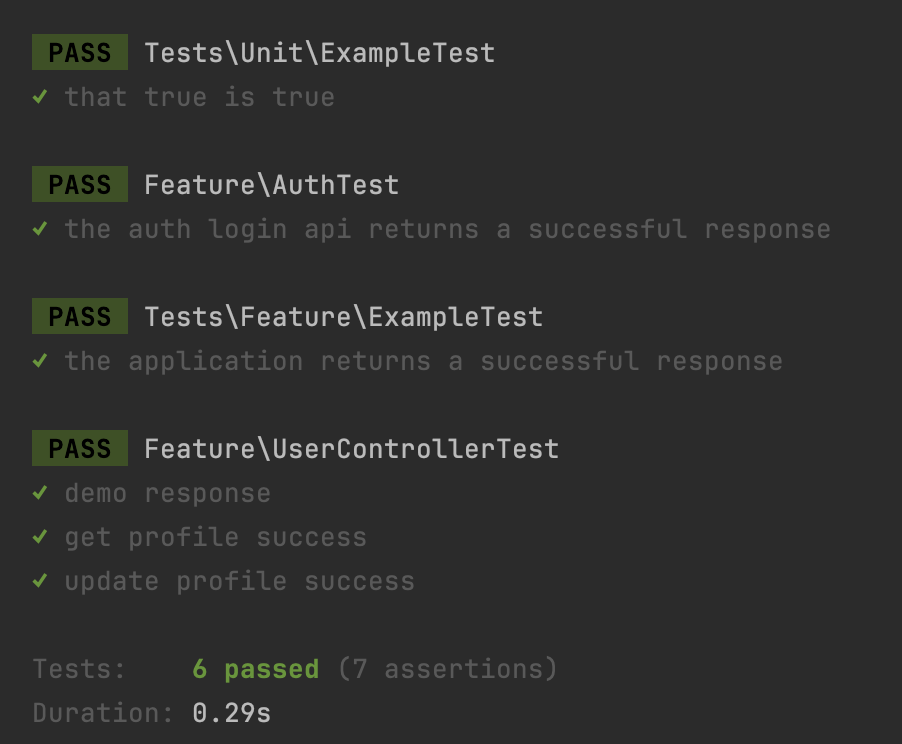 PASS Tests\Unit\ExampleTest
✓ that true is true
PASS Feature\AuthTest
✓ the auth login api returns a successful response
PASS Tests\Feature\ExampleTest
✓ the application returns a successful response
PASS Feature\UserControllerTest
✓ demo response
✓ get profile success
✓ update profile success
Tests: 6 passed (7 assertions)
Duration: 0.29s